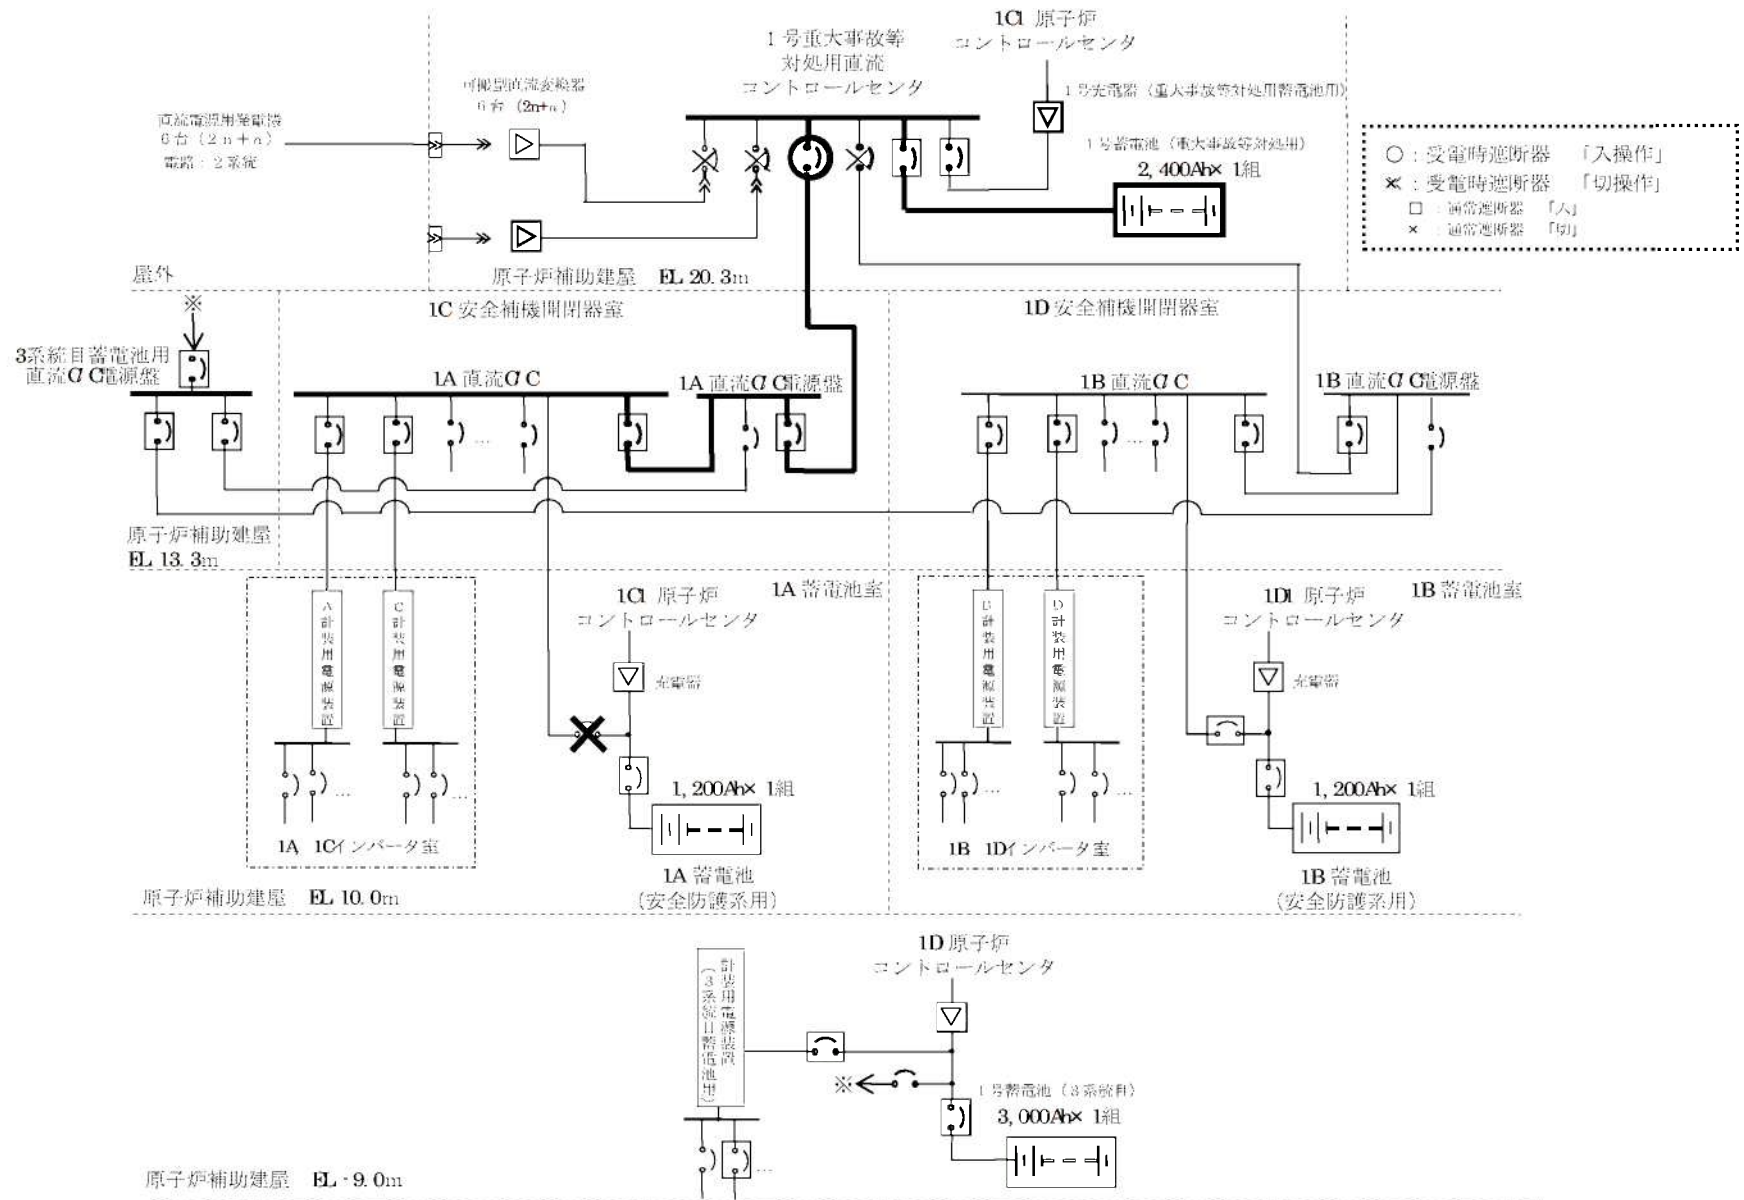 1C1 原子炉
コントロールセンタ
1号重大事故等
対処用直流
コントロールセンタ
可搬型直流変換器
6台 (2n+α)
直流電源用発電機
6台 (2n+α)
電路：2系統
1号充電器（重大事故等対処用蓄電池用）
1号蓄電池（重大事故等対処用）
2,400Ah× 1組
○：受電時遮断器 「入操作」
×：受電時遮断器 「切操作」
□：通常遮断器 「入」
×：通常遮断器 「切」
屋外
原子炉補助建屋 EL 20.3m
※
1C 安全補機開閉器室
1D 安全補機開閉器室
3系統目蓄電池用
直流C/C電源盤
1A 直流C/C
1A 直流C/C電源盤
1B 直流C/C
1B 直流C/C電源盤
...
...
原子炉補助建屋
EL 13.3m
1A 蓄電池室
1B 蓄電池室
A計装用電源装置
C計装用電源装置
1C1 原子炉
コントロールセンタ
充電器
B計装用電源装置
D計装用電源装置
1D1 原子炉
コントロールセンタ
充電器
...
...
...
...
1,200Ah× 1組
1,200Ah× 1組
1A, 1Cインバータ室
1B 1Dインバータ室
1A 蓄電池
（安全防護系用）
1B 蓄電池
（安全防護系用）
原子炉補助建屋 EL 10.0m
1D 原子炉
コントロールセンタ
計装用電源装置
（3系統目蓄電池用）
※
1号蓄電池（3系統目）
3,000Ah× 1組
...
原子炉補助建屋 EL -9.0m